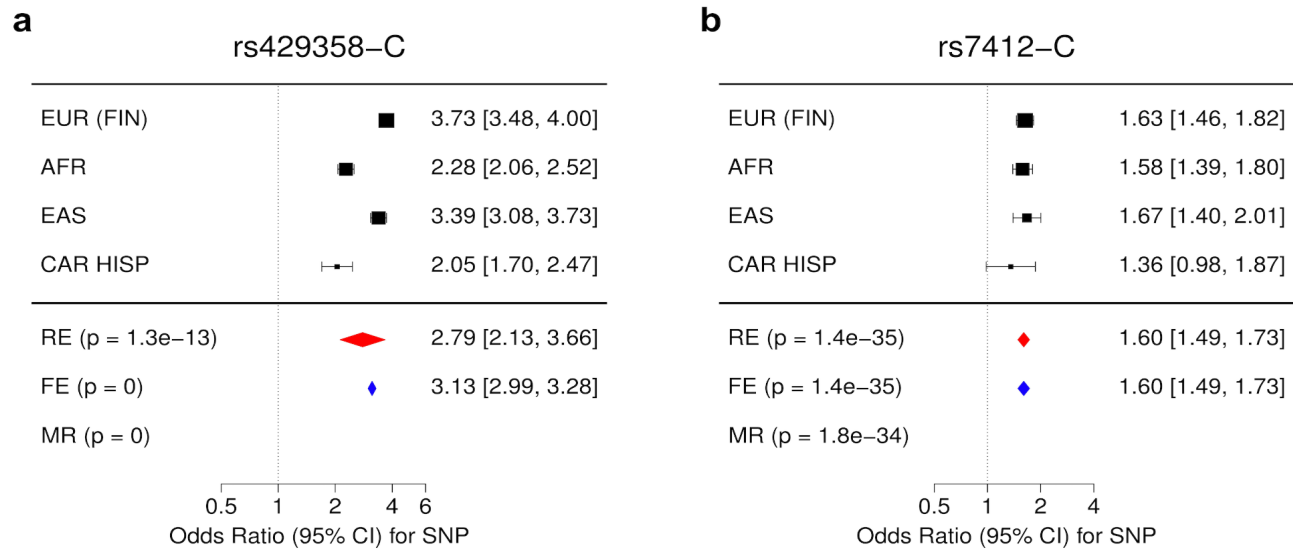 a
rs429358–C
EUR (FIN) 3.73 [3.48, 4.00]
AFR 2.28 [2.06, 2.52]
EAS 3.39 [3.08, 3.73]
CAR HISP 2.05 [1.70, 2.47]
RE (p = 1.3e−13) 2.79 [2.13, 3.66]
FE (p = 0) 3.13 [2.99, 3.28]
MR (p = 0)
0.5 1 2 4 6
Odds Ratio (95% CI) for SNP
b
rs7412–C
EUR (FIN) 1.63 [1.46, 1.82]
AFR 1.58 [1.39, 1.80]
EAS 1.67 [1.40, 2.01]
CAR HISP 1.36 [0.98, 1.87]
RE (p = 1.4e−35) 1.60 [1.49, 1.73]
FE (p = 1.4e−35) 1.60 [1.49, 1.73]
MR (p = 1.8e−34)
0.5 1 2 4
Odds Ratio (95% CI) for SNP